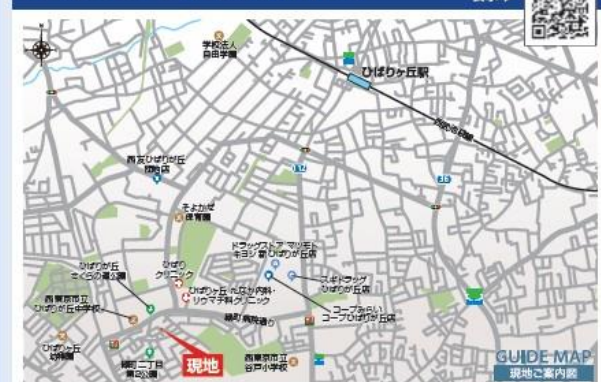 学校法人
自由学園
ひばりヶ丘駅
西武池袋線
西友ひばりが丘
団地店
112
36
そよかぜ
保育園
ドラッグストア マツモト
キヨシ 新ひばりが丘店
ひばりが丘
さくらの道公園
ひばり
クリニック
スギドラッグ
ひばりが丘店
西東京市立
ひばりが丘中学校
ひばりヶ丘・たなか内科・
リウマチ科クリニック
コープみらい
コープひばりが丘店
緑町病院通り
ひばりヶ丘
幼稚園
緑町二丁目
第2公園
現地
西東京市立
谷戸小学校
GUIDE MAP
現地ご案内図